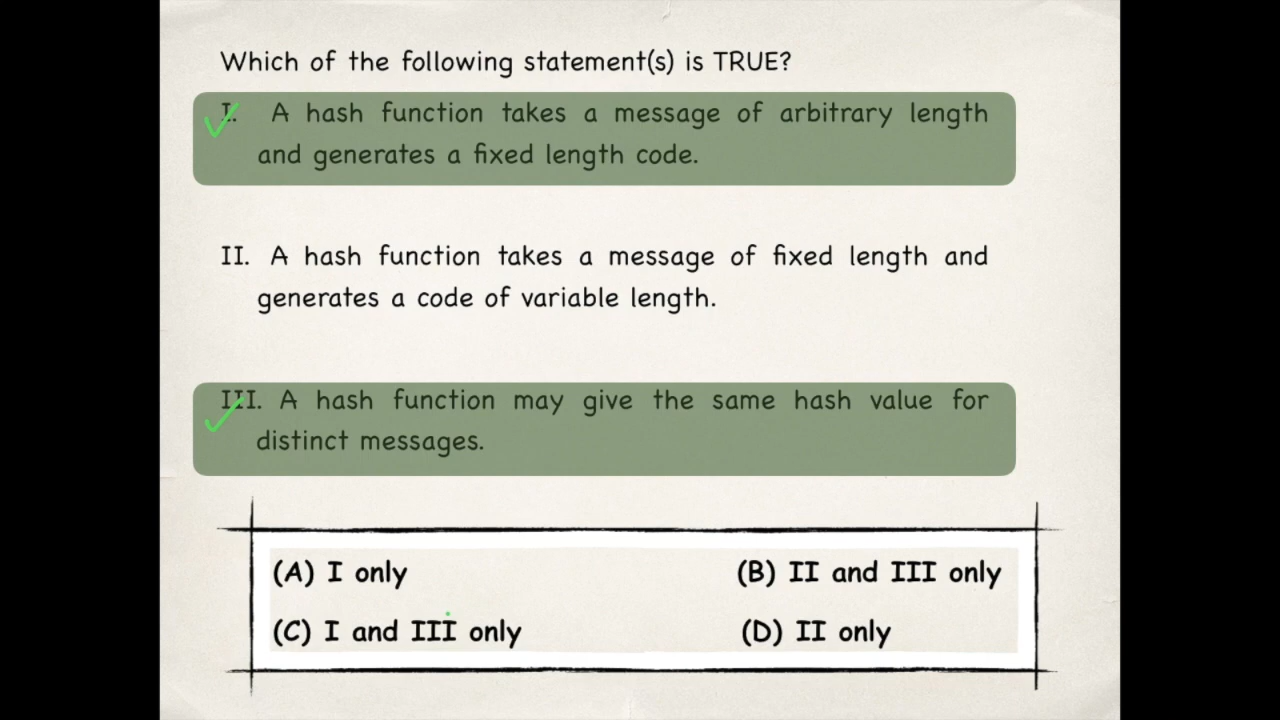 Which of the following statement(s) is TRUE?
I. A hash function takes a message of arbitrary length
and generates a fixed length code.
II. A hash function takes a message of fixed length and
generates a code of variable length.
III. A hash function may give the same hash value for
distinct messages.
(A) I only (B) II and III only
(C) I and III only (D) II only